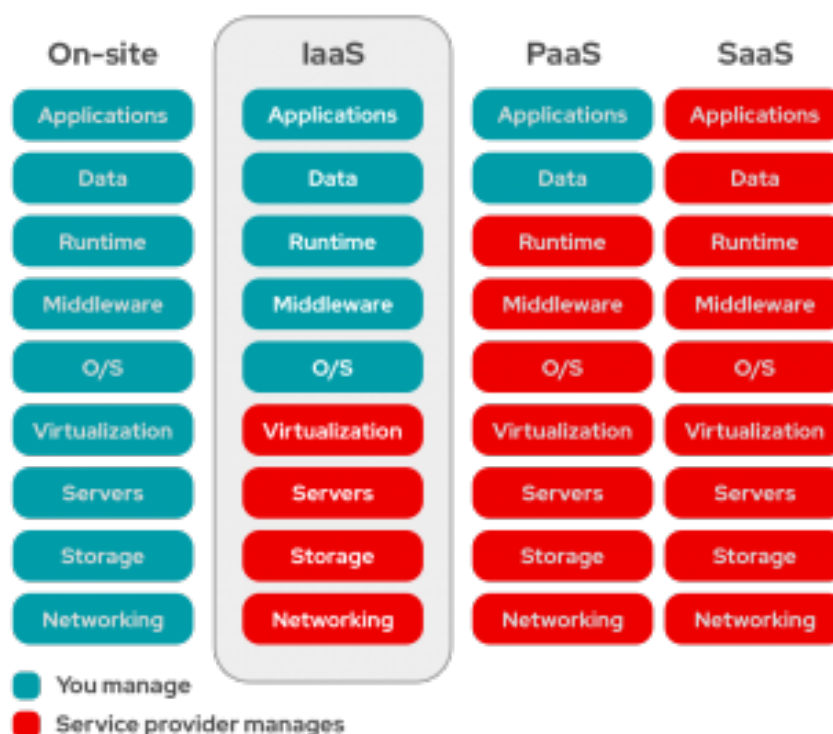 On-site IaaS PaaS SaaS
Applications Applications Applications Applications
Data Data Data Data
Runtime Runtime Runtime Runtime
Middleware Middleware Middleware Middleware
O/S O/S O/S O/S
Virtualization Virtualization Virtualization Virtualization
Servers Servers Servers Servers
Storage Storage Storage Storage
Networking Networking Networking Networking
You manage
Service provider manages